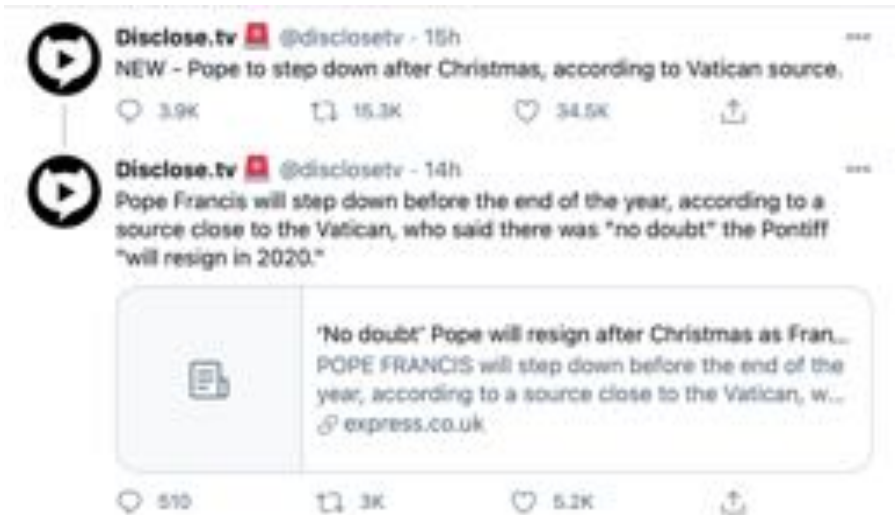 Disclose.tv 🚨 @disclosetv · 15h
NEW - Pope to step down after Christmas, according to Vatican source.
3.9K 15.3K 34.5K
Disclose.tv 🚨 @disclosetv · 14h
Pope Francis will step down before the end of the year, according to a
source close to the Vatican, who said there was "no doubt" the Pontiff
"will resign in 2020."
'No doubt' Pope will resign after Christmas as Fran...
POPE FRANCIS will step down before the end of the
year, according to a source close to the Vatican, w...
express.co.uk
510 3K 5.2K